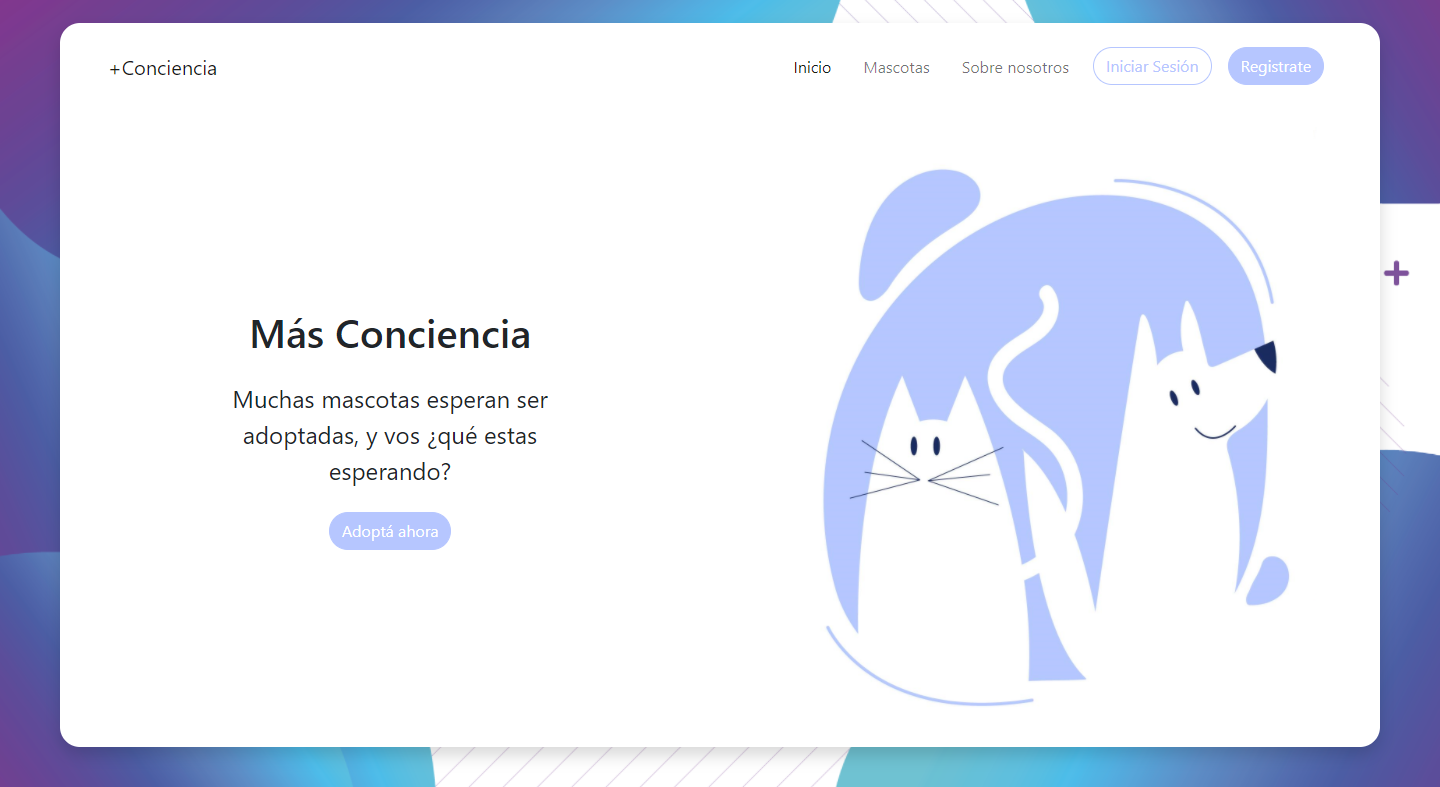 +Conciencia
Inicio
Mascotas
Sobre nosotros
Iniciar Sesión
Registrate
Más Conciencia
Muchas mascotas esperan ser
adoptadas, y vos ¿qué estas
esperando?
Adoptá ahora